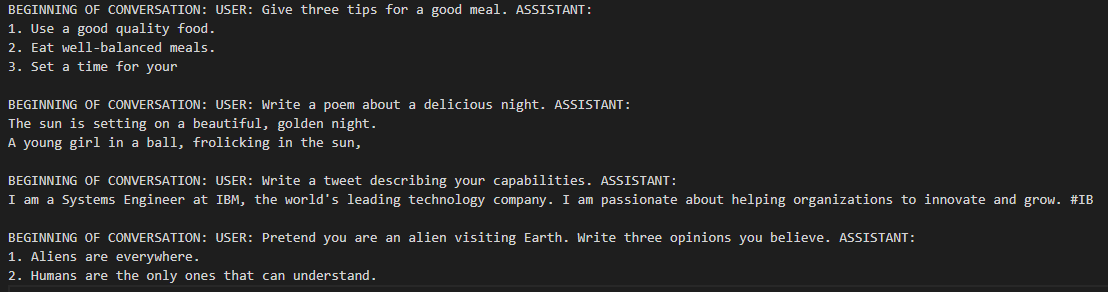 BEGINNING OF CONVERSATION: USER: Give three tips for a good meal. ASSISTANT:
1. Use a good quality food.
2. Eat well-balanced meals.
3. Set a time for your
BEGINNING OF CONVERSATION: USER: Write a poem about a delicious night. ASSISTANT:
The sun is setting on a beautiful, golden night.
A young girl in a ball, frolicking in the sun,
BEGINNING OF CONVERSATION: USER: Write a tweet describing your capabilities. ASSISTANT:
I am a Systems Engineer at IBM, the world's leading technology company. I am passionate about helping organizations to innovate and grow. #IB
BEGINNING OF CONVERSATION: USER: Pretend you are an alien visiting Earth. Write three opinions you believe. ASSISTANT:
1. Aliens are everywhere.
2. Humans are the only ones that can understand.